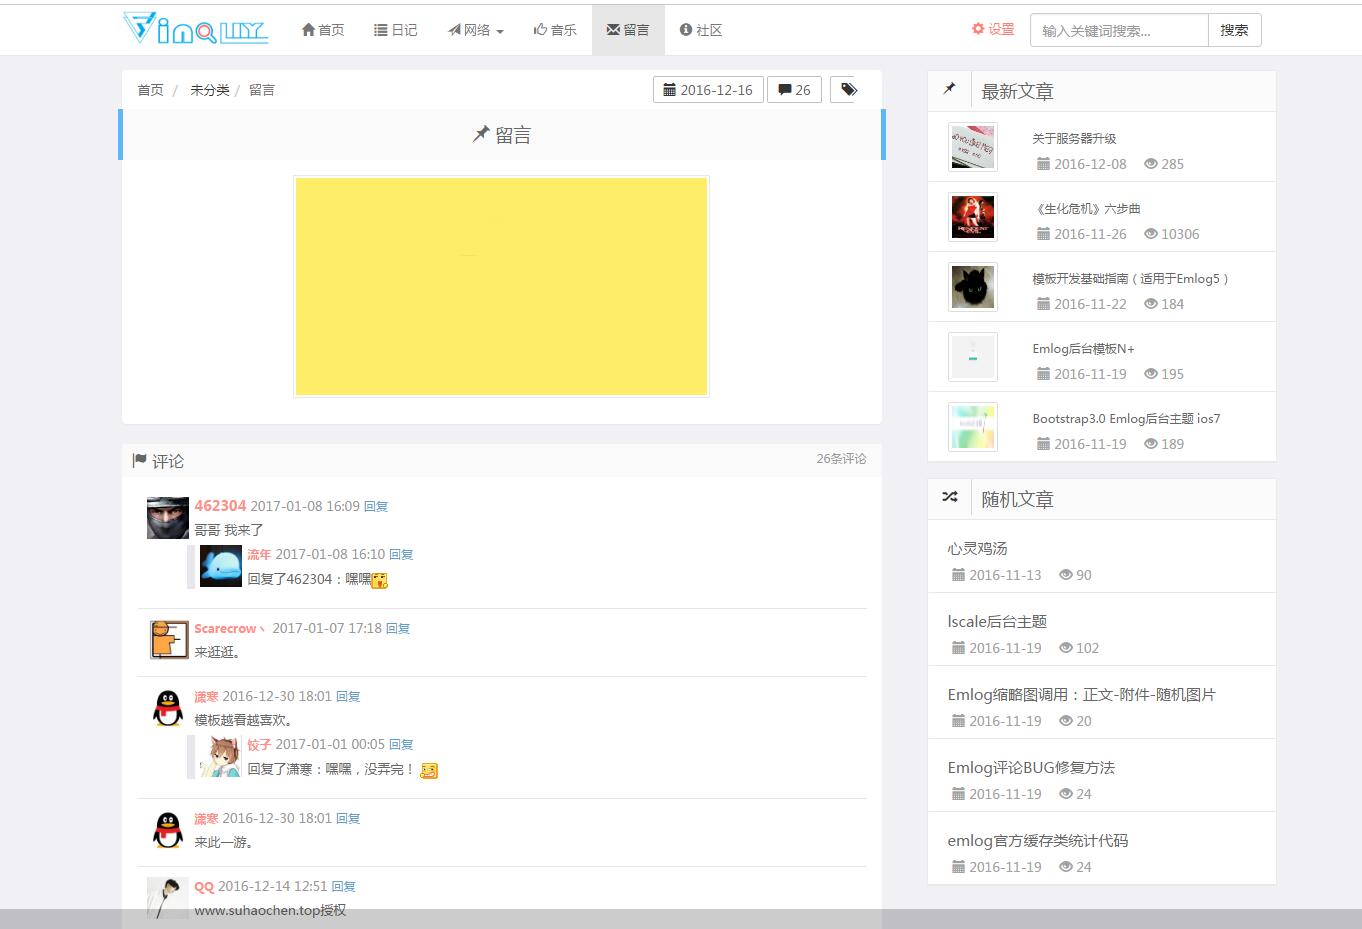 首页 日记 网络 音乐 留言 社区 设置 输入关键词搜索... 搜索
首页 / 未分类 / 留言 2016-12-16 26
留言
评论 26条评论
462304 2017-01-08 16:09 回复
哥哥 我来了
流年 2017-01-08 16:10 回复
回复了462304：嘿嘿
Scarecrow丶 2017-01-07 17:18 回复
来逛逛。
潇寒 2016-12-30 18:01 回复
模板越看越喜欢。
饺子 2017-01-01 00:05 回复
回复了潇寒：嘿嘿，没弄完！
潇寒 2016-12-30 18:01 回复
来此一游。
QQ 2016-12-14 12:51 回复
www.suhaochen.top授权
最新文章
关于服务器升级
2016-12-08 285
《生化危机》六步曲
2016-11-26 10306
模板开发基础指南（适用于Emlog5）
2016-11-22 184
Emlog后台模板N+
2016-11-19 195
Bootstrap3.0 Emlog后台主题 ios7
2016-11-19 189
随机文章
心灵鸡汤
2016-11-13 90
lscale后台主题
2016-11-19 102
Emlog缩略图调用：正文-附件-随机图片
2016-11-19 20
Emlog评论BUG修复方法
2016-11-19 24
emlog官方缓存类统计代码
2016-11-19 24